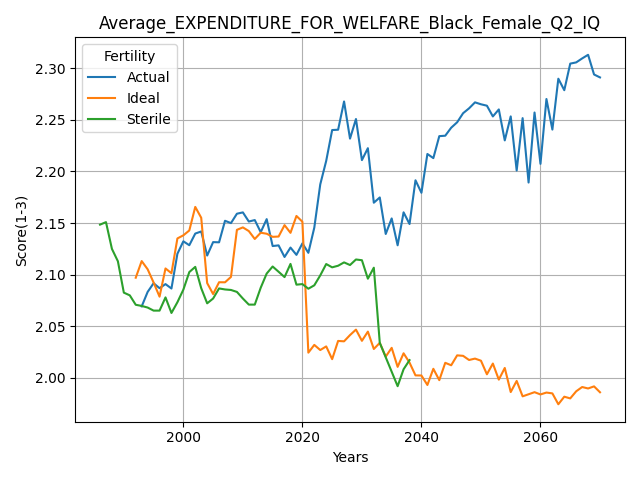 Average_EXPENDITURE_FOR_WELFARE_Black_Female_Q2_IQ
Fertility
Actual
Ideal
Sterile
2.30
2.25
2.20
2.15
2.10
2.05
2.00
Score(1-3)
2000
2020
2040
2060
Years